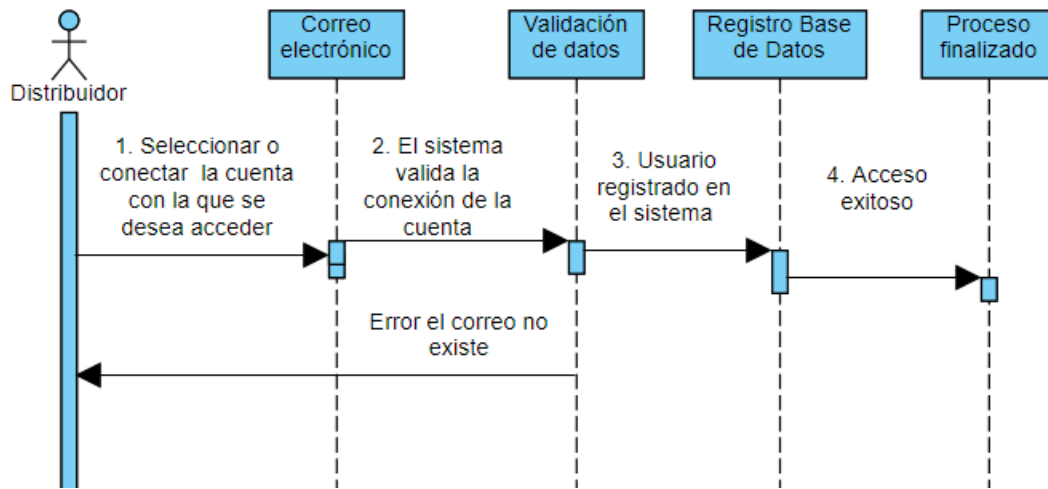 Correo
electrónico
Validación
de datos
Registro Base
de Datos
Proceso
finalizado
Distribuidor
1. Seleccionar o
conectar la cuenta
con la que se
desea acceder
2. El sistema
valida la
conexión de la
cuenta
3. Usuario
registrado en
el sistema
4. Acceso
exitoso
Error el correo no
existe